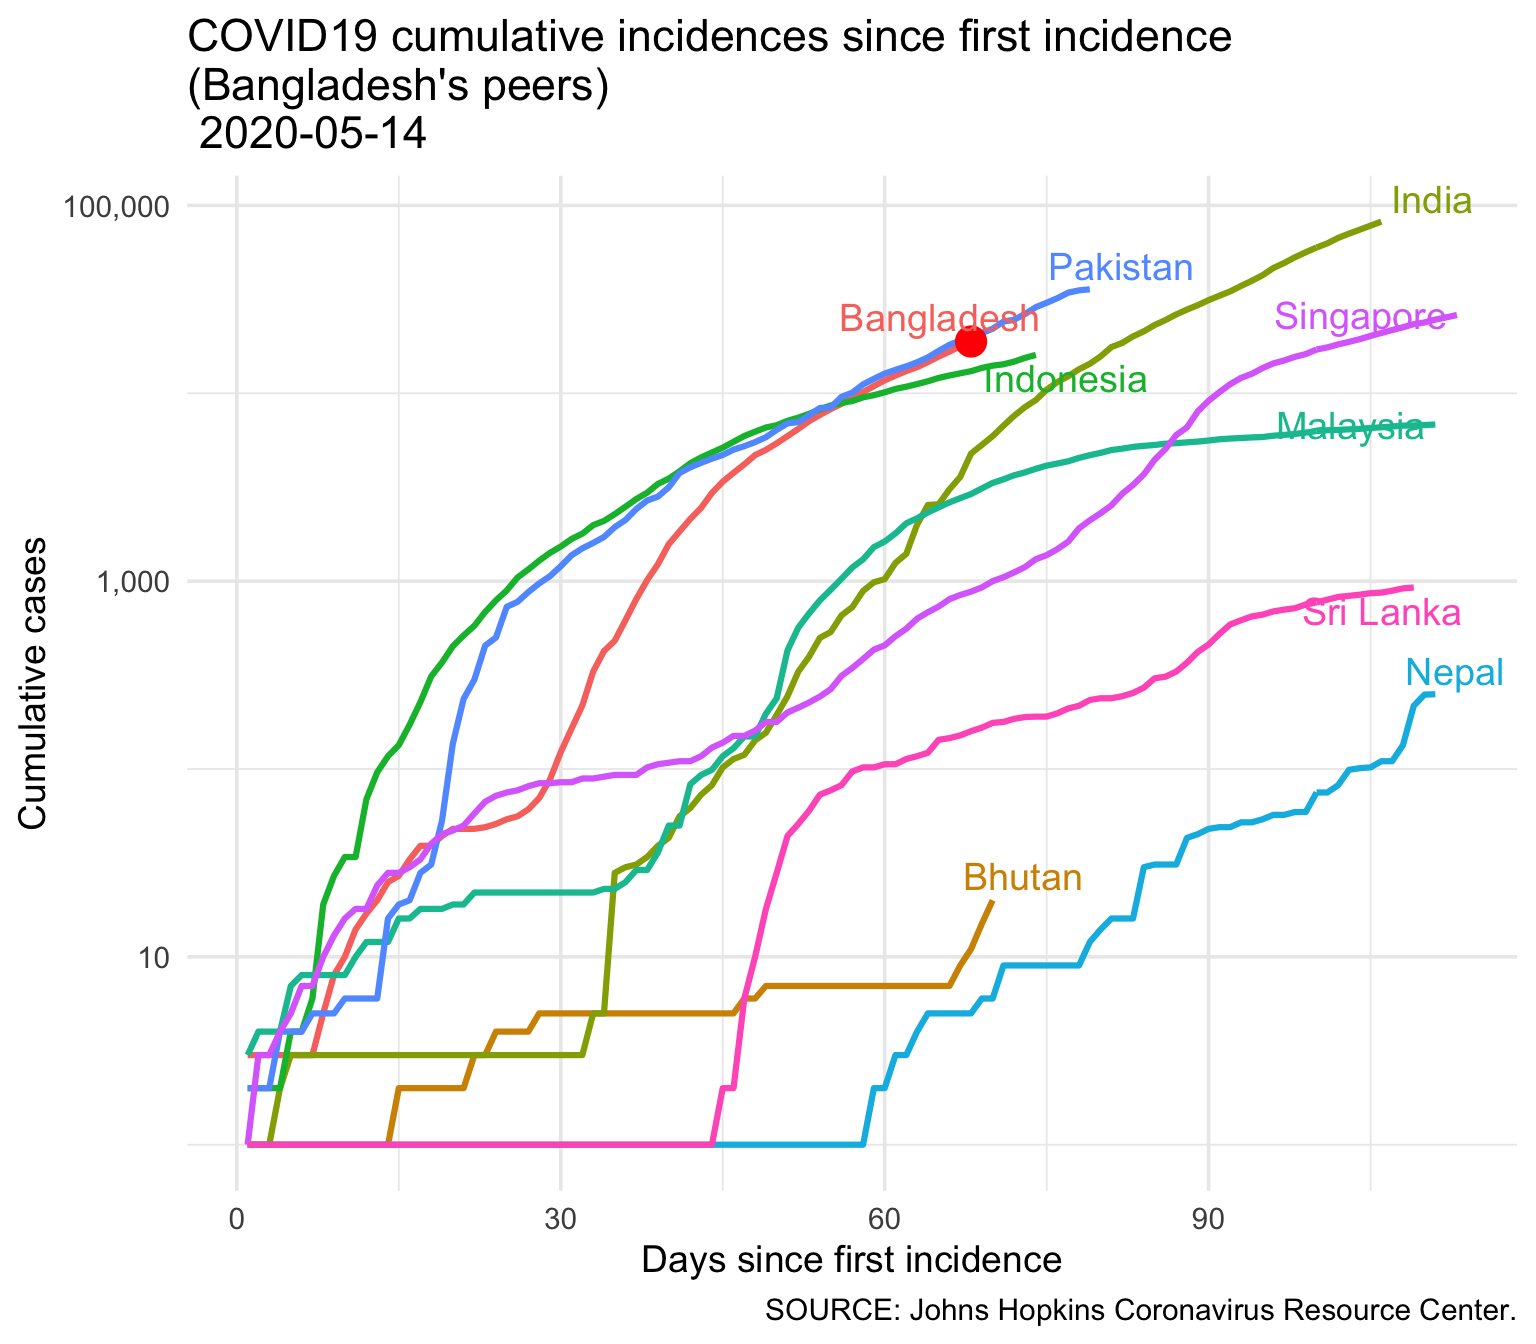 COVID19 cumulative incidences since first incidence
(Bangladesh's peers)
2020-05-14
100,000
1,000
10
Cumulative cases
India
Pakistan
Bangladesh
Singapore
Indonesia
Malaysia
Sri Lanka
Nepal
Bhutan
0
30
60
90
Days since first incidence
SOURCE: Johns Hopkins Coronavirus Resource Center.